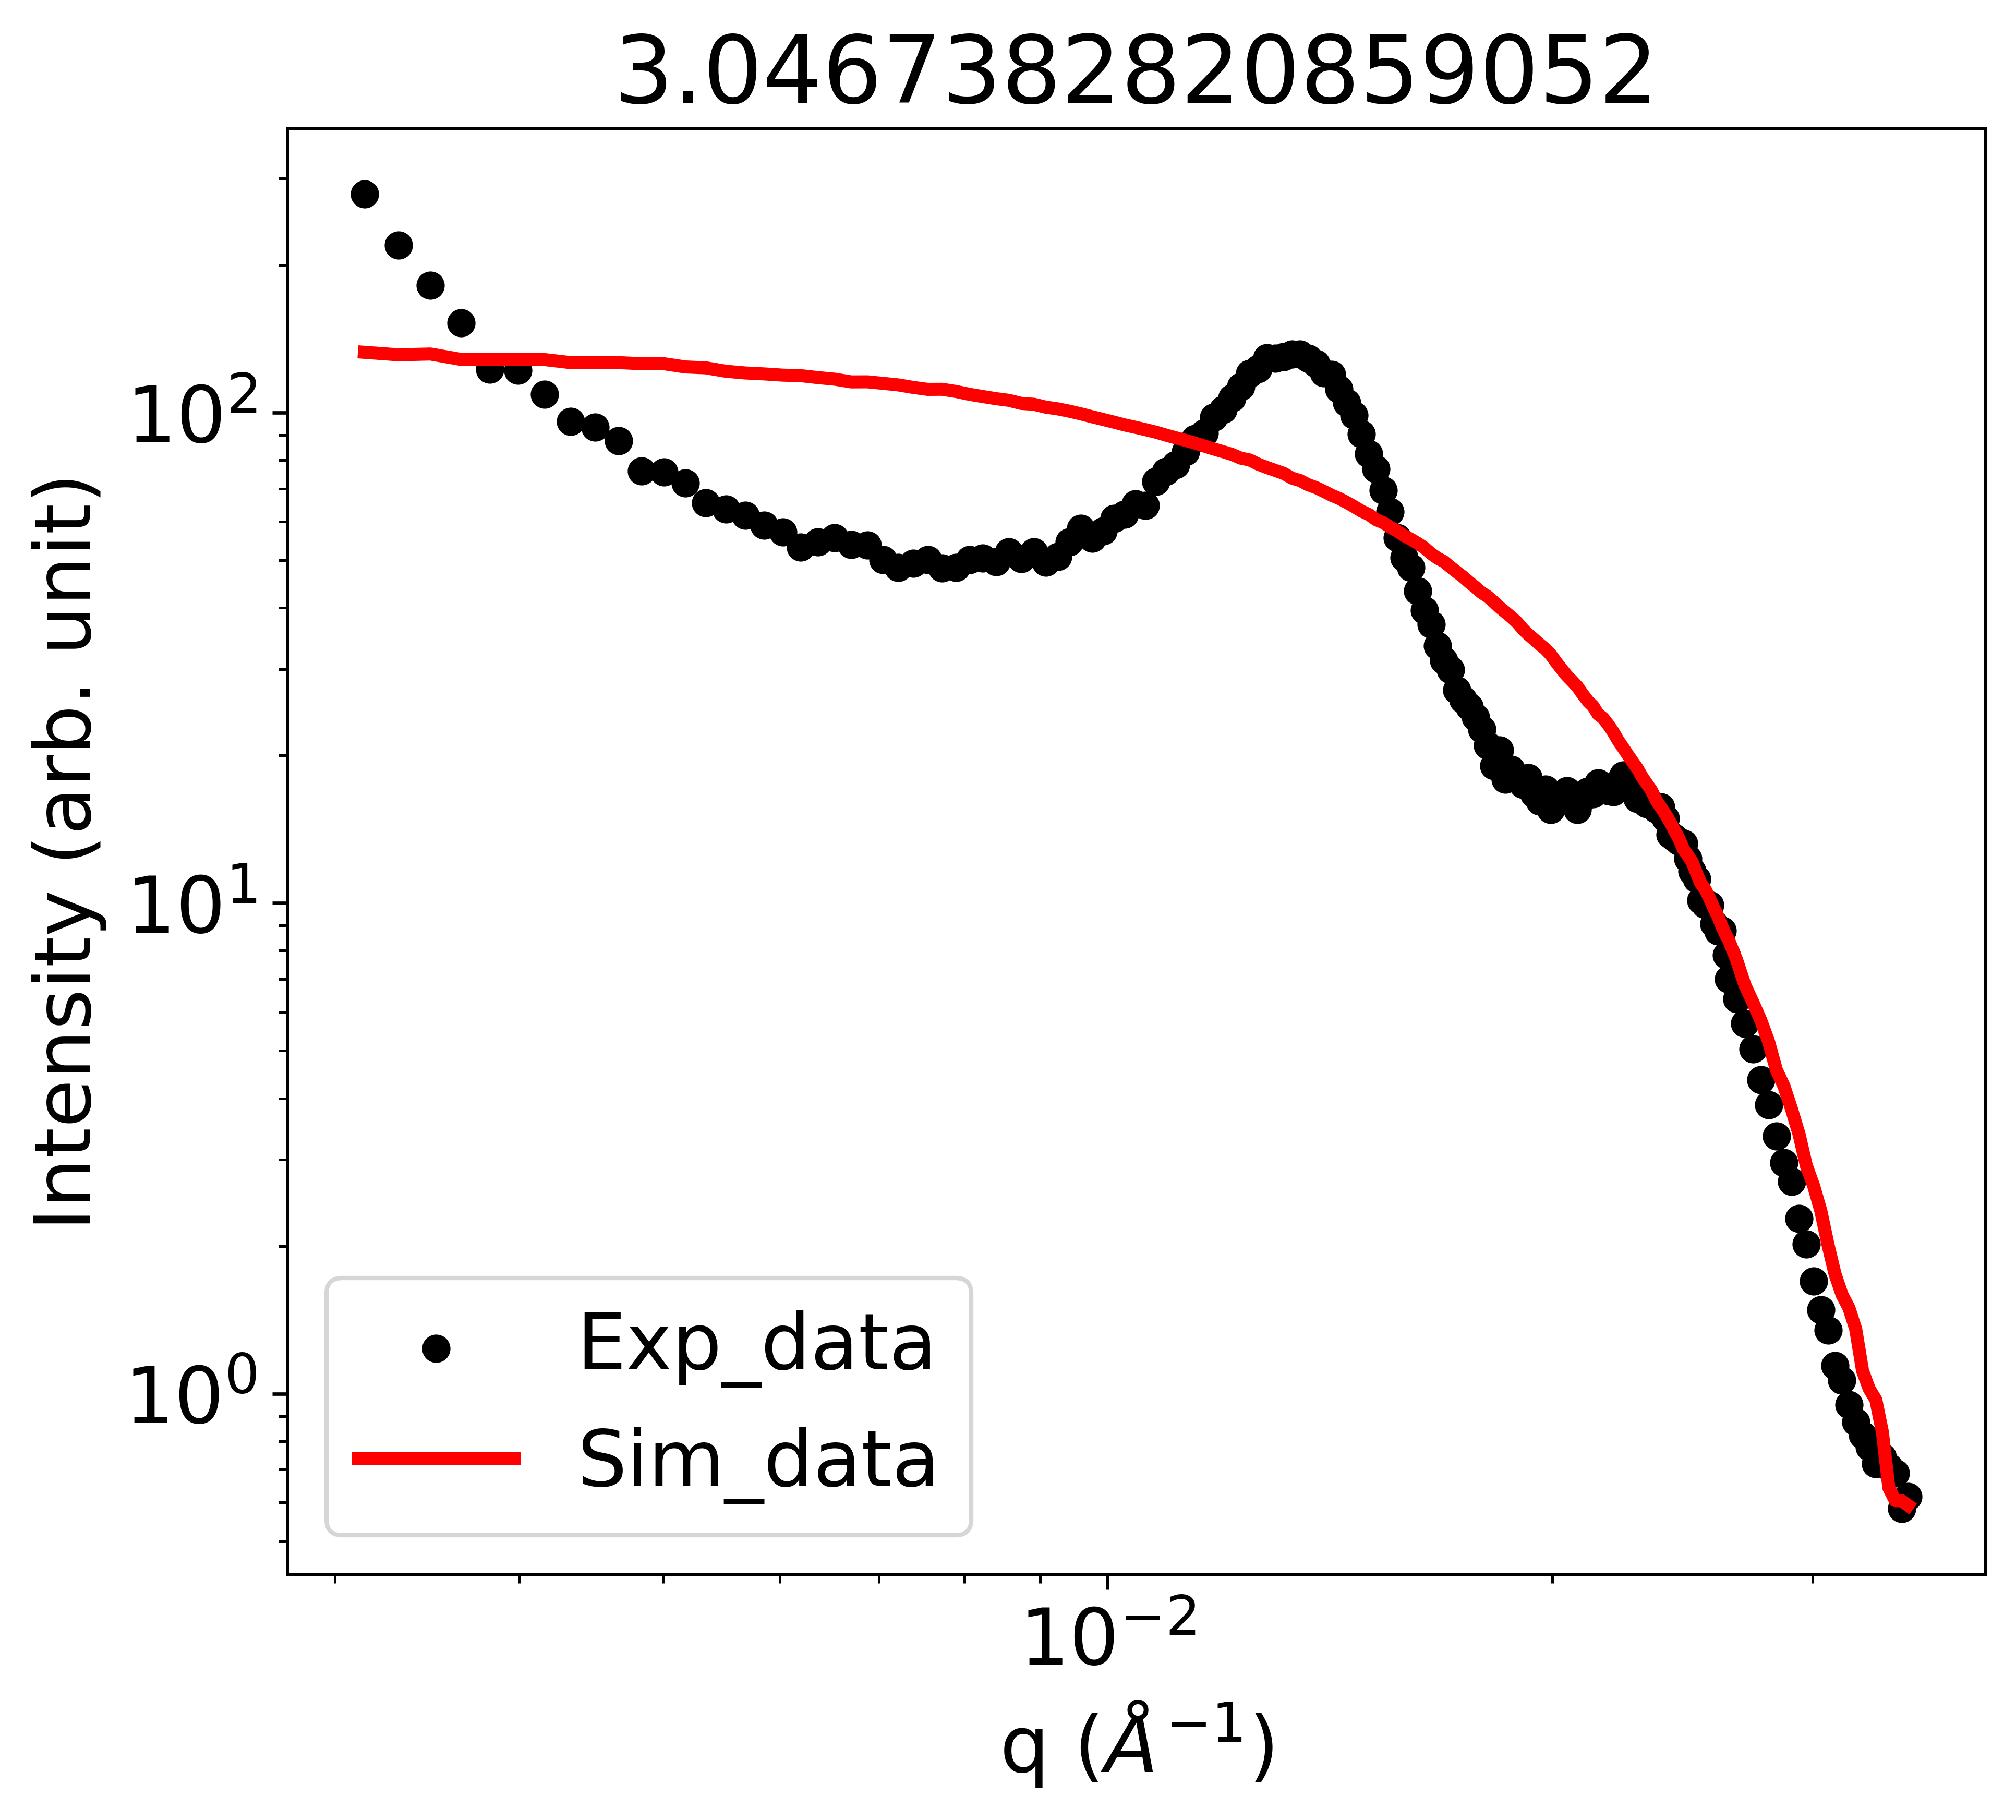 3.0467382820859052
Intensity (arb. unit)
10²
10¹
10⁰
Exp_data
Sim_data
10⁻²
q (Å⁻¹)